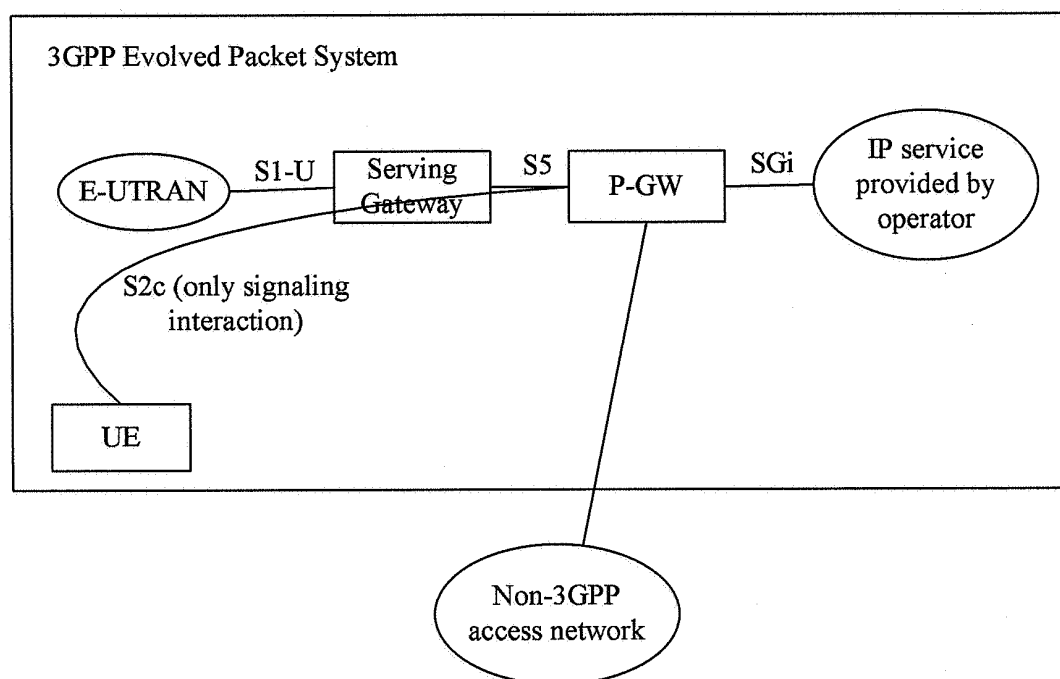 3GPP Evolved Packet System
E-UTRAN
S1-U
Serving
Gateway
S5
P-GW
SGi
IP service
provided by
operator
S2c (only signaling
interaction)
UE
Non-3GPP
access network